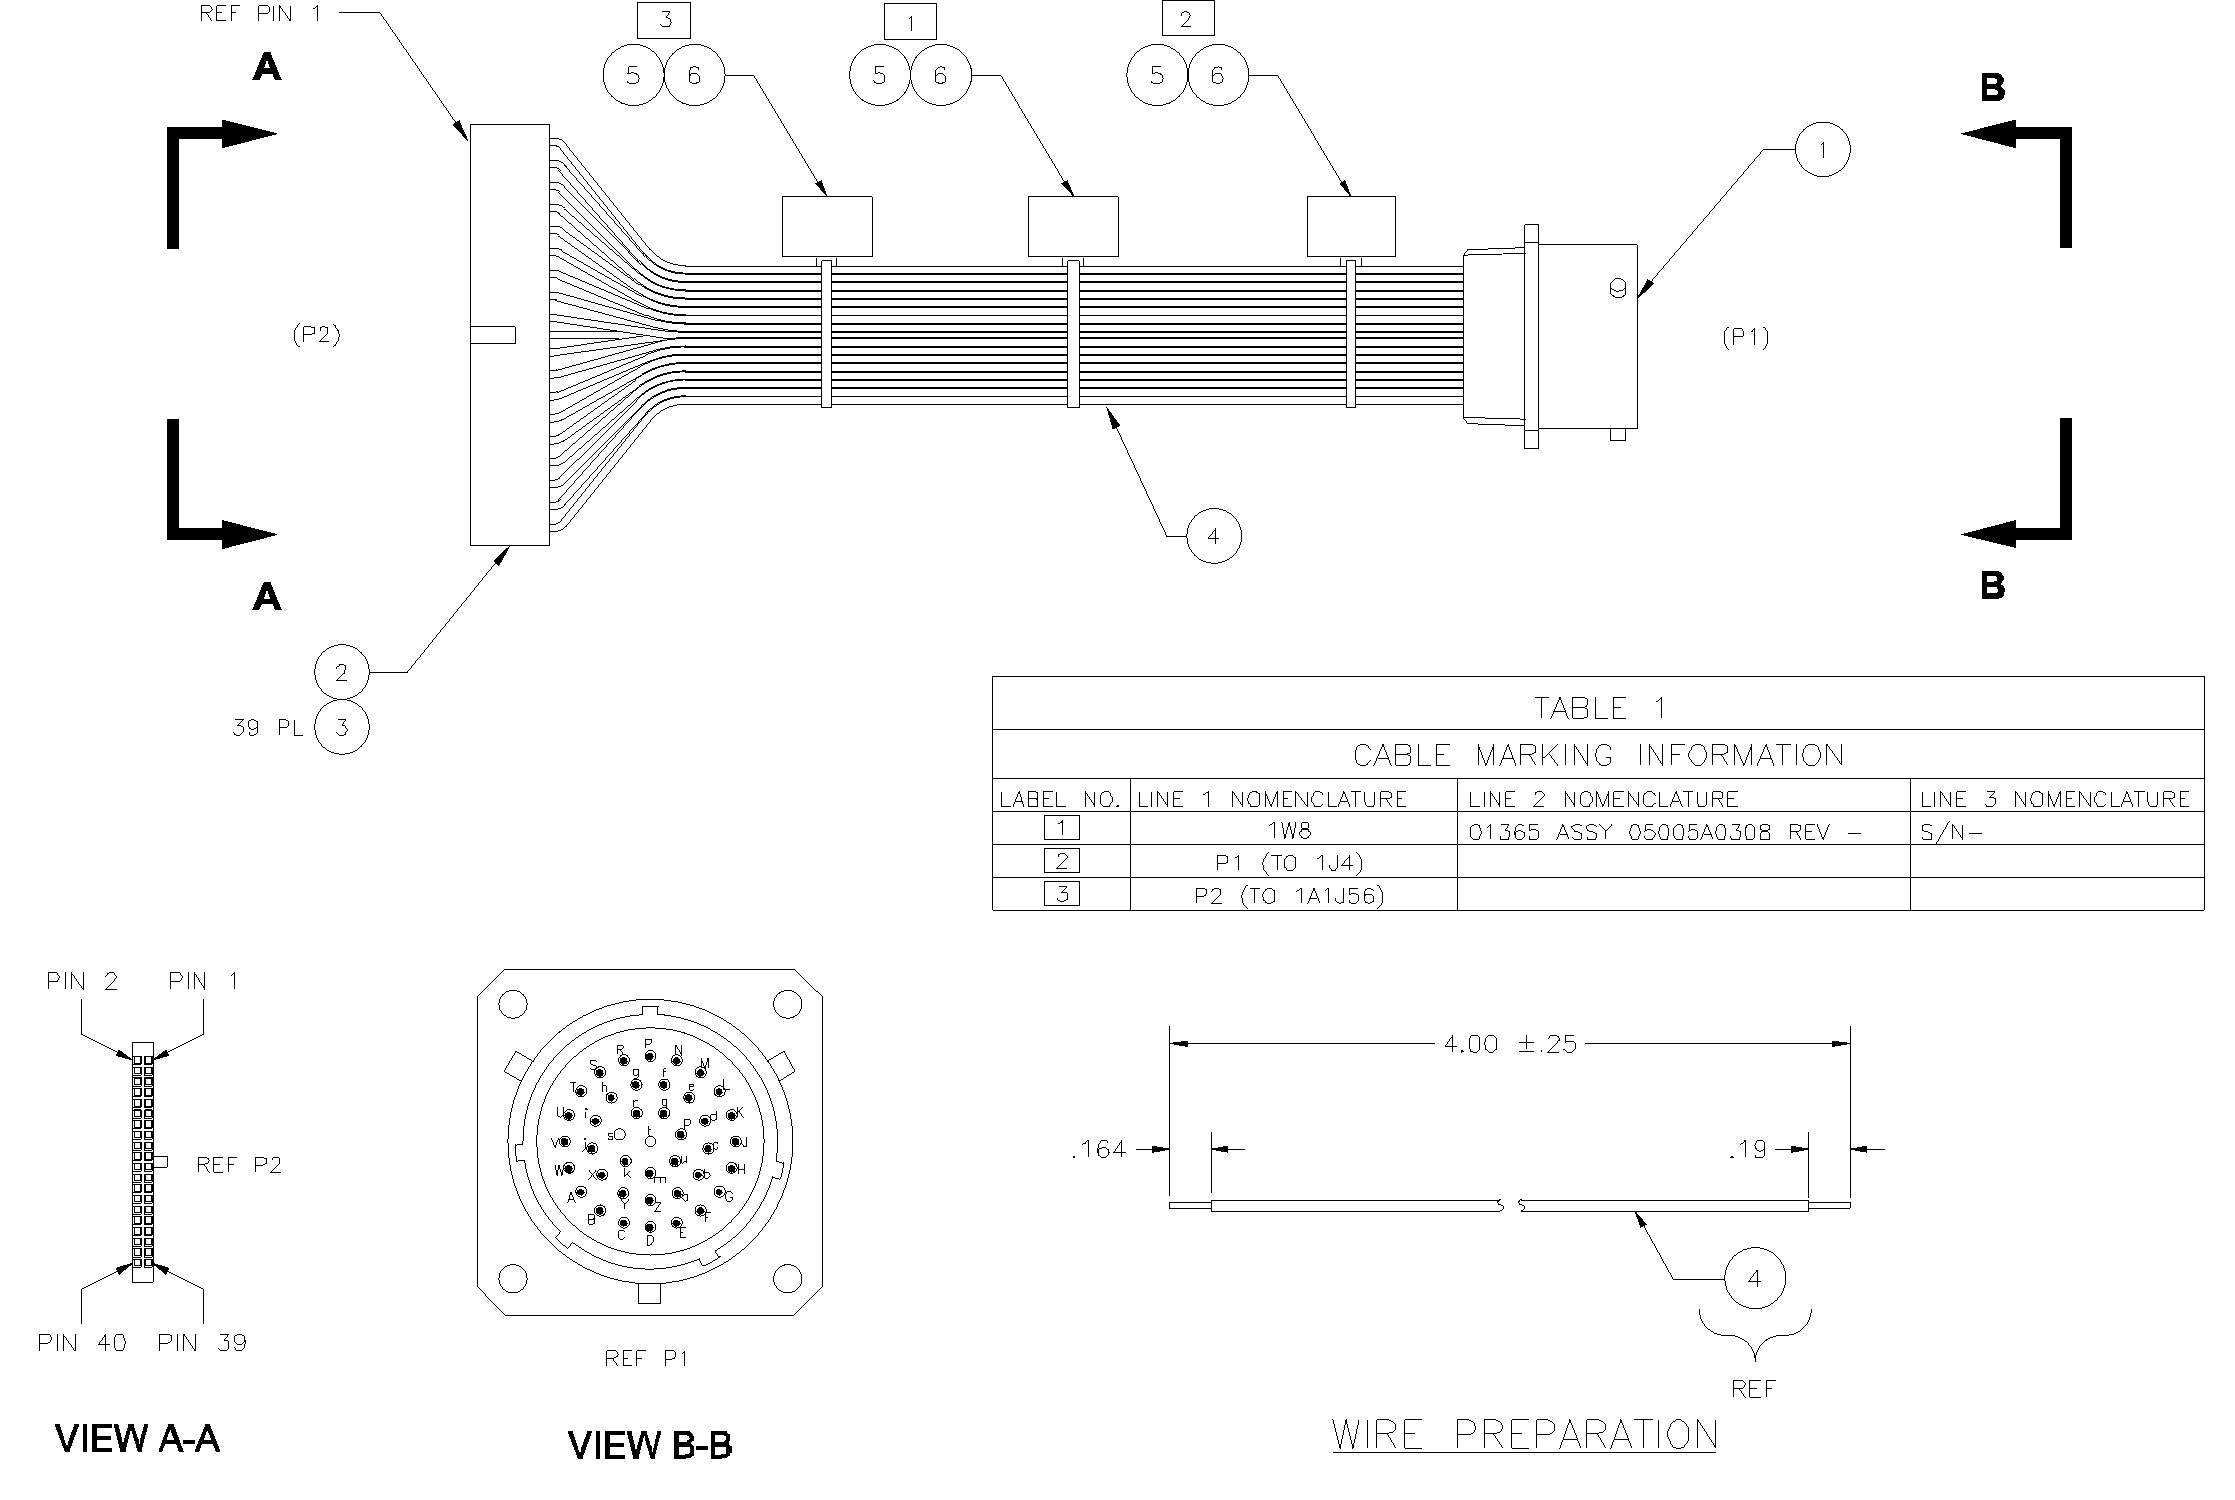 REF PIN 1
3
1
2
5 6
5 6
5 6
A
B
1
(P2)
(P1)
4
A
B
2
39 PL 3
TABLE 1
CABLE MARKING INFORMATION
LABEL NO. LINE 1 NOMENCLATURE LINE 2 NOMENCLATURE LINE 3 NOMENCLATURE
1 1W8 01365 ASSY 05005A0308 REV – S/N–
2 P1 (TO 1J4)
3 P2 (TO 1A1J56)
PIN 2 PIN 1
REF P2
PIN 40 PIN 39
VIEW A-A
R P N
S g f M
T h e L
U i r q d K
s t p
V j c J
W X k m u b H
A Y Z a G
B C D E F
REF P1
VIEW B-B
4.00 ±.25
.164 .19
4
REF
WIRE PREPARATION